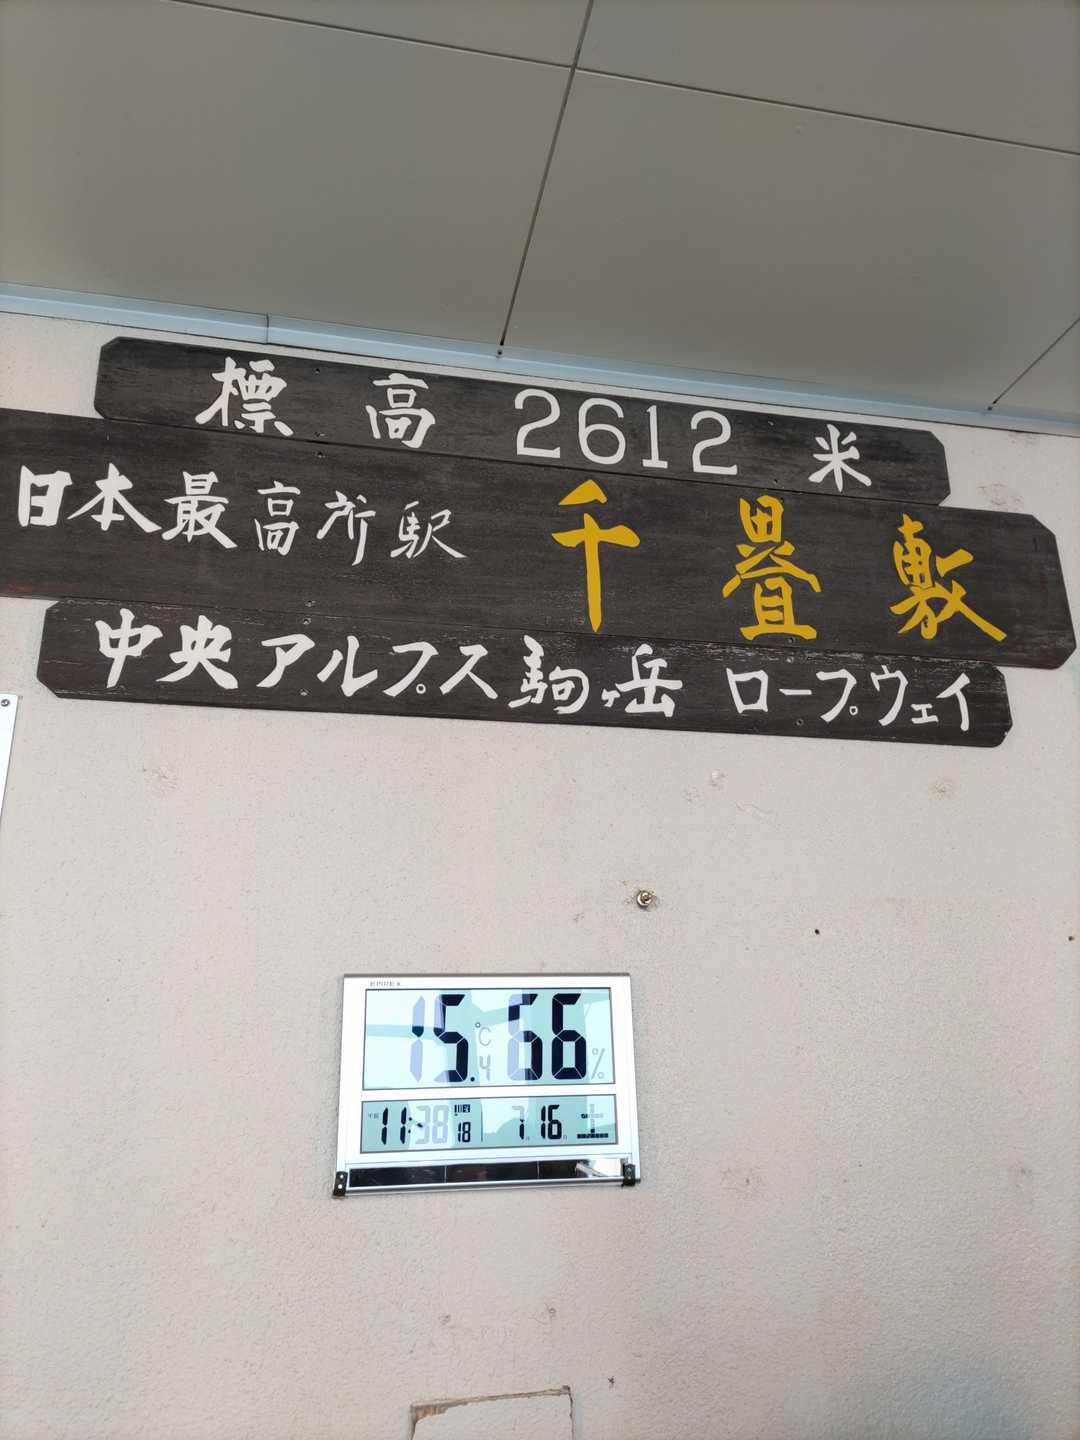 標高 2612 米
日本最高所駅 千畳敷
中央アルプス駒ヶ岳 ロープウェイ
15.4 ℃ 56 %
11:38 18 7 16 土